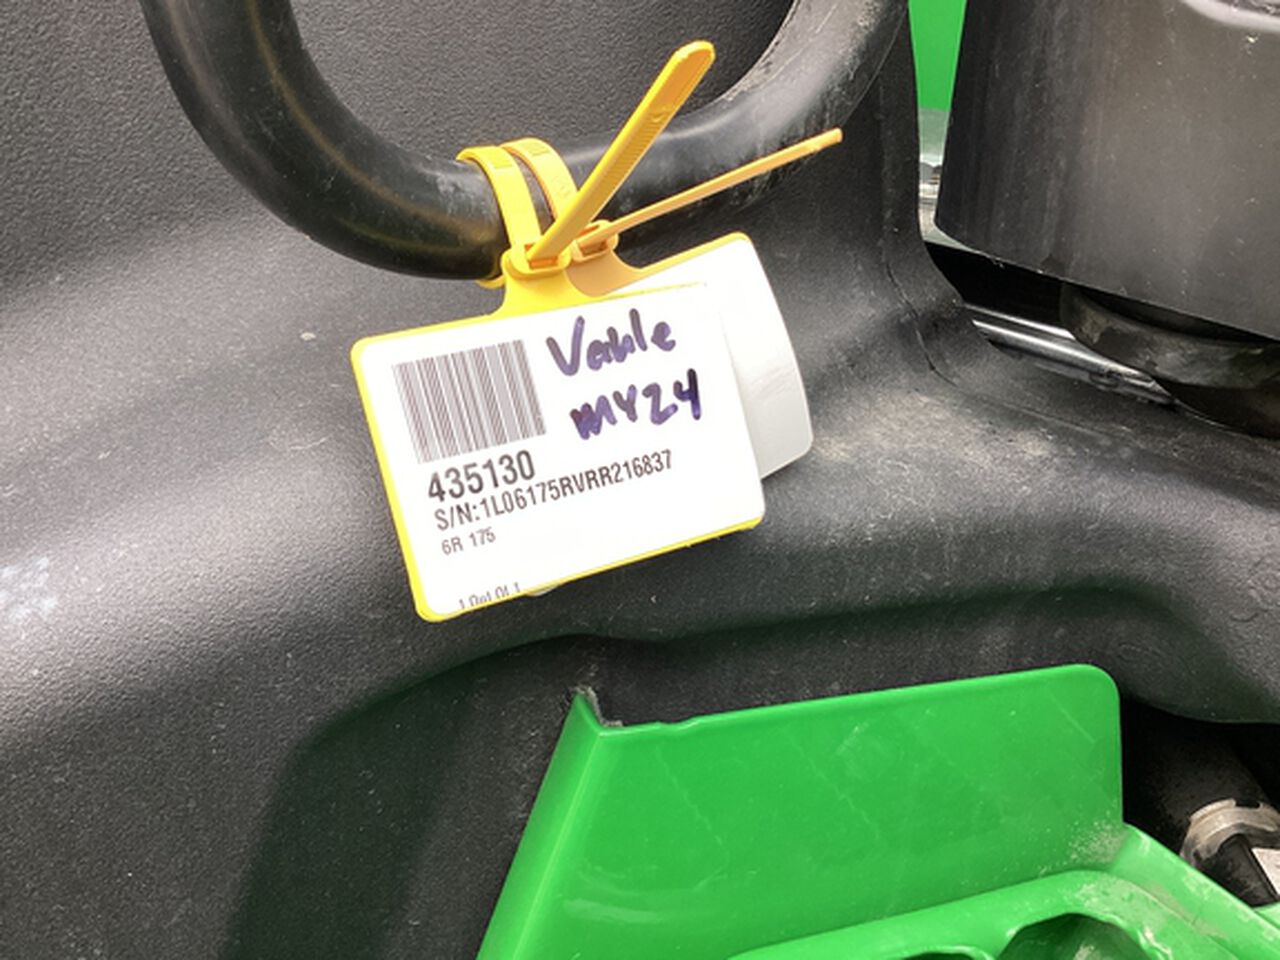 Vable
MY24
435130
S/N:1L06175RVRR216837
6R 175